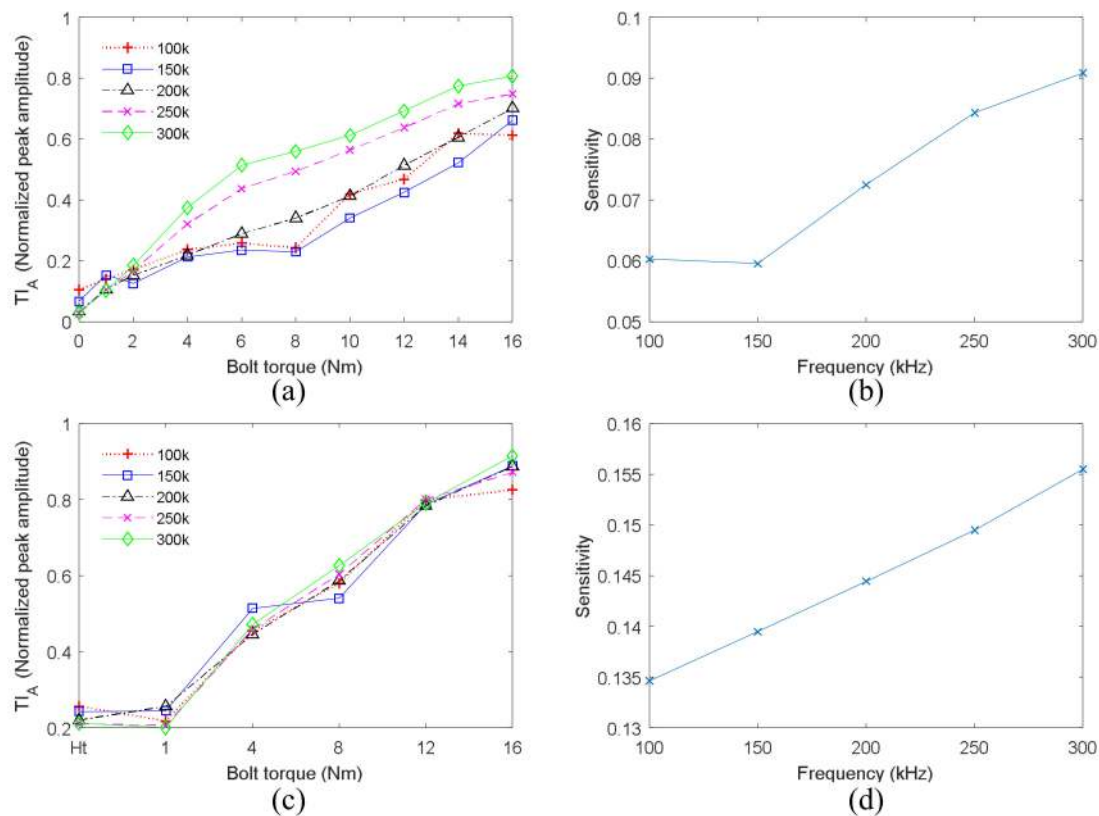 1
0.8
0.6
0.4
0.2
0
TI_A (Normalized peak amplitude)
100k
150k
200k
250k
300k
0 2 4 6 8 10 12 14 16
Bolt torque (Nm)
(a)
0.1
0.09
0.08
0.07
0.06
0.05
Sensitivity
100 150 200 250 300
Frequency (kHz)
(b)
1
0.8
0.6
0.4
0.2
TI_A (Normalized peak amplitude)
100k
150k
200k
250k
300k
Ht 1 4 8 12 16
Bolt torque (Nm)
(c)
0.16
0.155
0.15
0.145
0.14
0.135
0.13
Sensitivity
100 150 200 250 300
Frequency (kHz)
(d)